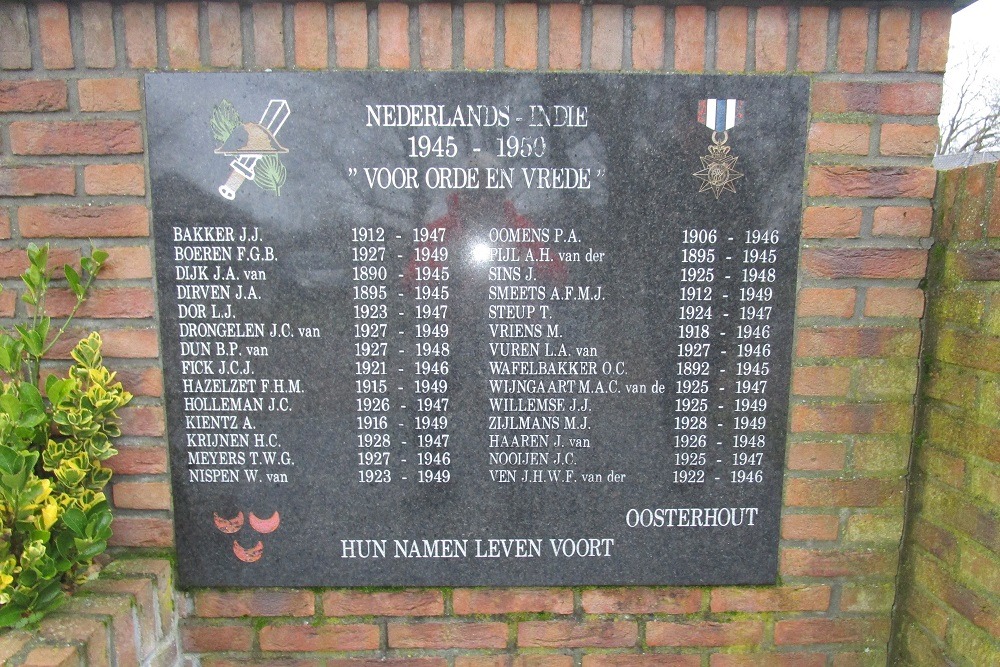 NEDERLANDS - INDIE
1945 - 1950
"VOOR ORDE EN VREDE"
BAKKER J.J. 1912 - 1947
BOEREN F.G.B. 1927 - 1949
DIJK J.A. van 1890 - 1945
DIRVEN J.A. 1895 - 1945
DOR L.J. 1923 - 1947
DRONGELEN J.C. van 1927 - 1949
DUN B.P. van 1927 - 1948
FICK J.C.J. 1921 - 1946
HAZELZET F.H.M. 1915 - 1949
HOLLEMAN J.C. 1926 - 1947
KIENTZ A. 1916 - 1949
KRIJNEN H.C. 1928 - 1947
MEYERS T.W.G. 1927 - 1946
NISPEN W. van 1923 - 1949
OOMENS P.A. 1906 - 1946
PIJL A.H. van der 1895 - 1945
SINS J. 1925 - 1948
SMEETS A.F.M.J. 1912 - 1949
STEUP T. 1924 - 1947
VRIENS M. 1918 - 1946
VUREN L.A. van 1927 - 1946
WAFELBAKKER O.C. 1892 - 1945
WIJNGAART M.A.C. van de 1925 - 1947
WILLEMSE J.J. 1925 - 1949
ZIJLMANS M.J. 1928 - 1949
HAAREN J. van 1926 - 1948
NOOIJEN J.C. 1925 - 1947
VEN J.H.W.F. van der 1922 - 1946
OOSTERHOUT
HUN NAMEN LEVEN VOORT